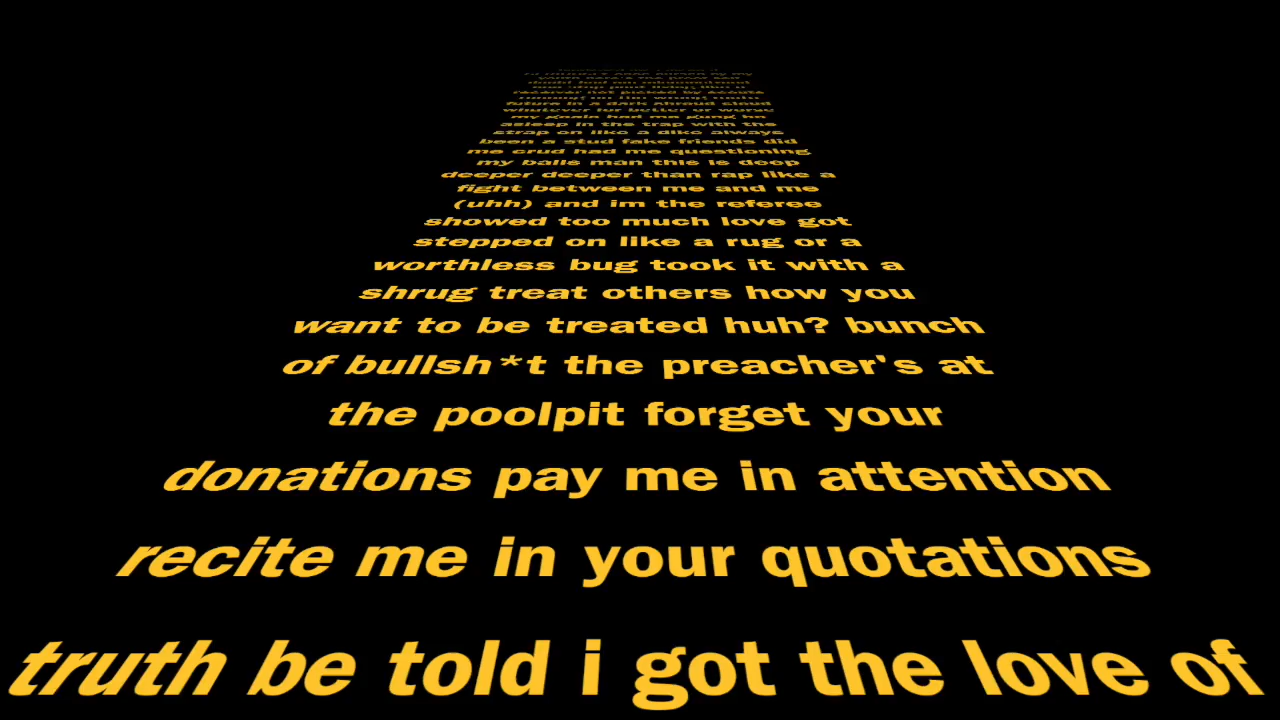 future in a dark shroud cloud
whatever for better or worse
my goain had me gung ho
asleep in the trap with the
strap on like a dike always
been a stud fake friends did
me crud had me questioning
my balls man this is deep
deeper deeper than rap like a
fight between me and me
(uhh) and im the referee
showed too much love got
stepped on like a rug or a
worthless bug took it with a
shrug treat others how you
want to be treated huh? bunch
of bullsh*t the preacher's at
the poolpit forget your
donations pay me in attention
recite me in your quotations
truth be told i got the love of